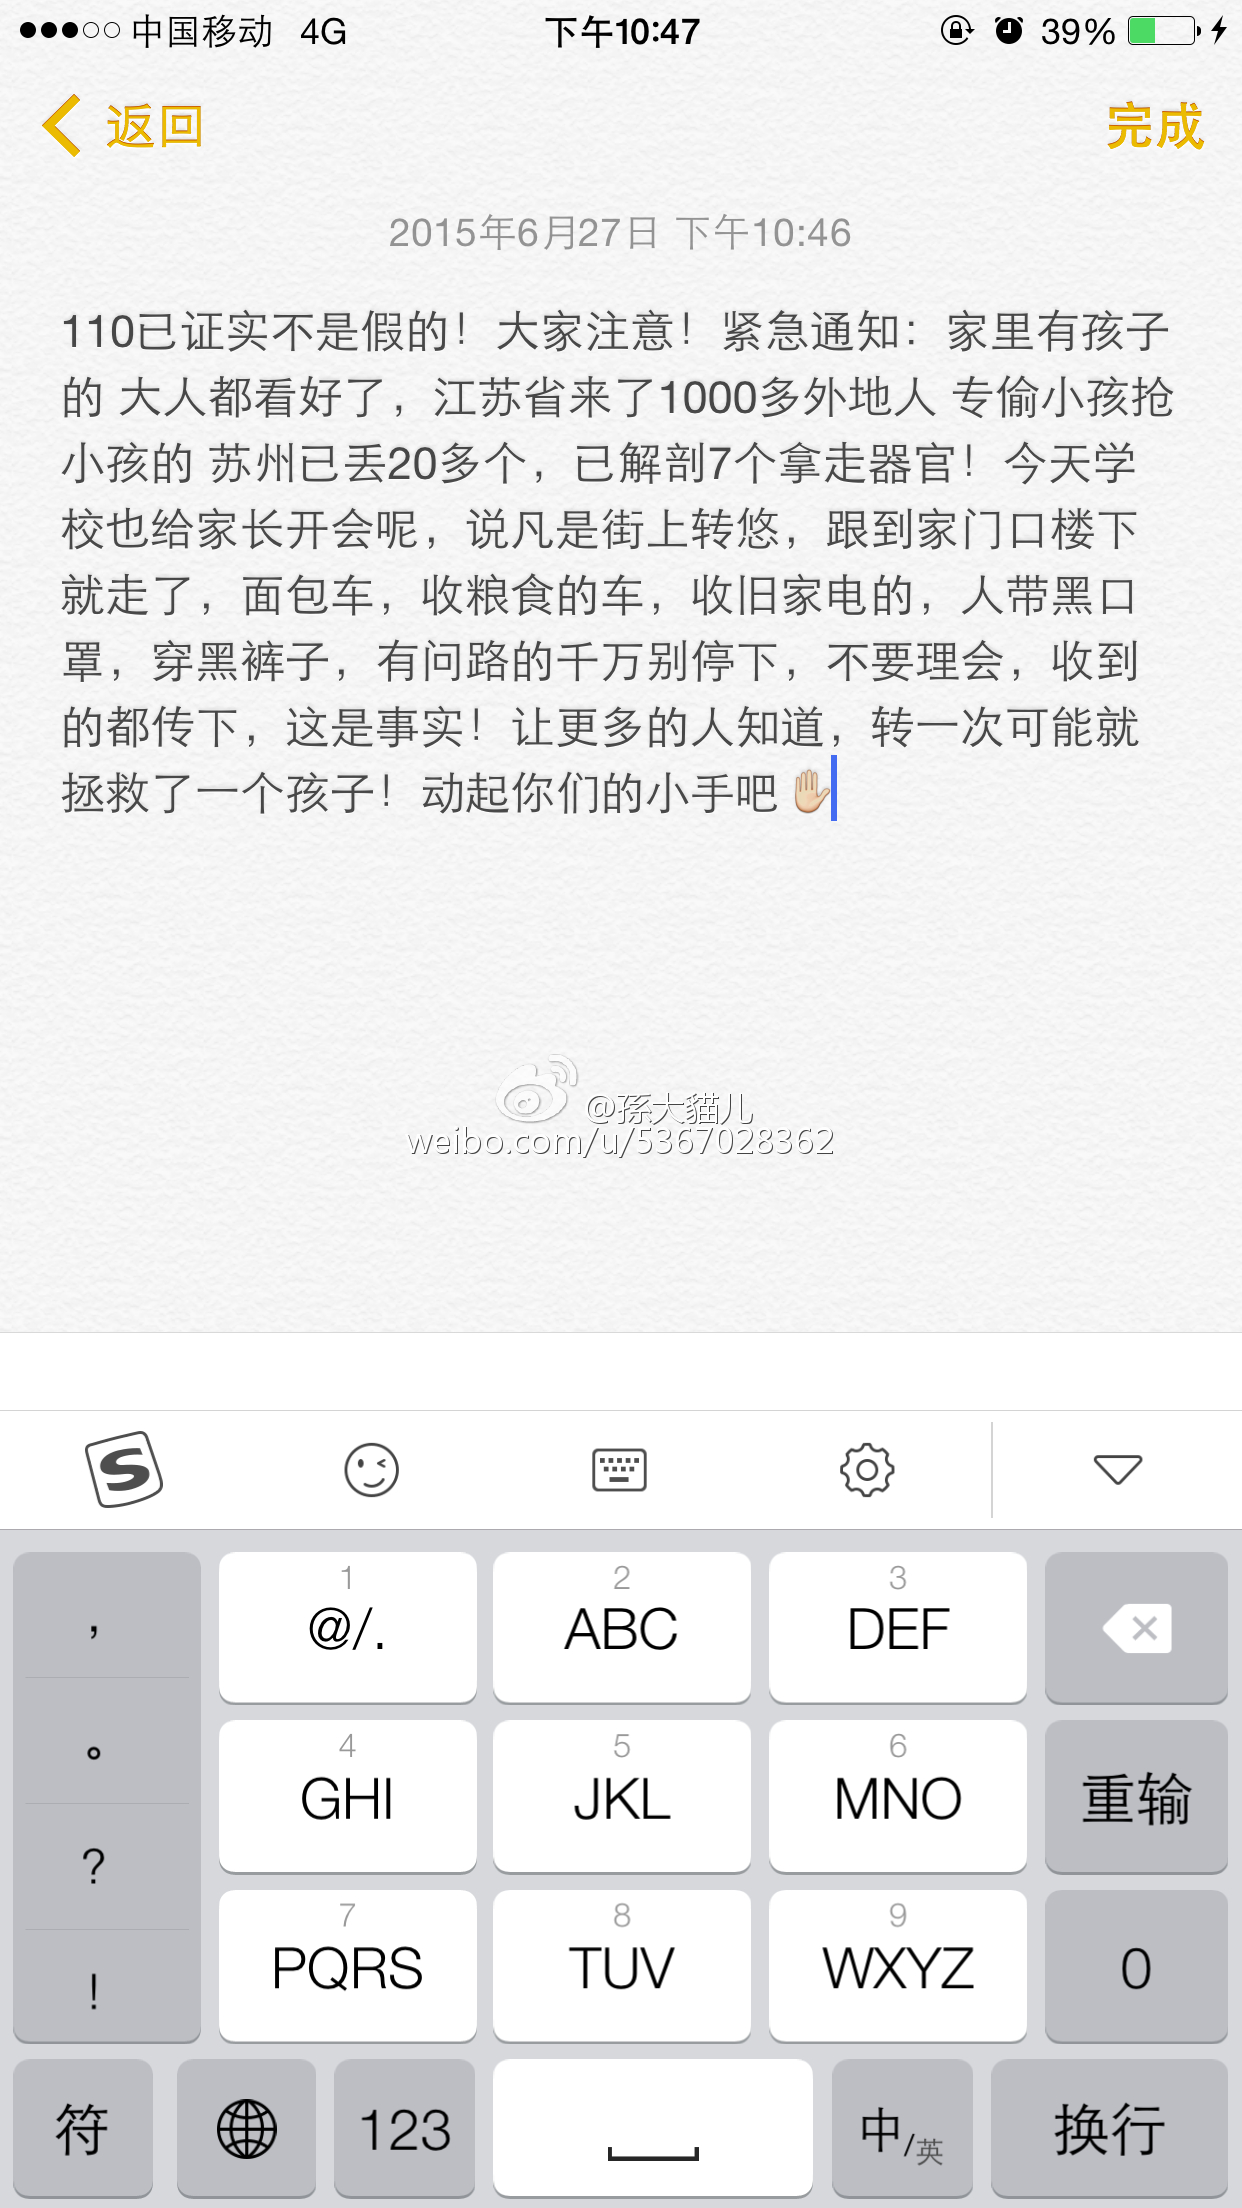 中国移动 4G 下午10:47 39%
返回 完成
2015年6月27日 下午10:46
110已证实不是假的！大家注意！紧急通知：家里有孩子
的 大人都看好了，江苏省来了1000多外地人 专偷小孩抢
小孩的 苏州已丢20多个，已解剖7个拿走器官！今天学
校也给家长开会呢，说凡是街上转悠，跟到家门口楼下
就走了，面包车，收粮食的车，收旧家电的，人带黑口
罩，穿黑裤子，有问路的千万别停下，不要理会，收到
的都传下，这是事实！让更多的人知道，转一次可能就
拯救了一个孩子！动起你们的小手吧✋
@孫大貓儿
weibo.com/u/5367028362
S
, 1 2 3
@/. ABC DEF
。 4 5 6
GHI JKL MNO 重输
? 7 8 9
! PQRS TUV WXYZ 0
符 123 中/英 换行